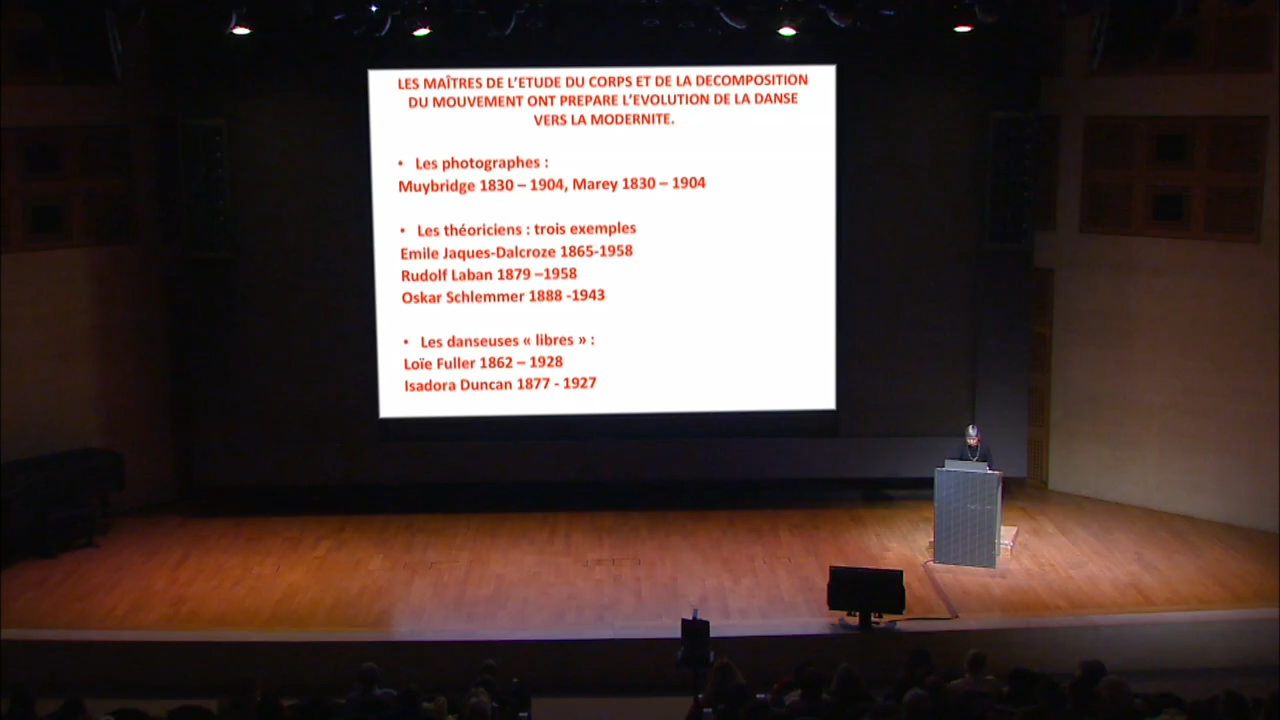 LES MAÎTRES DE L'ETUDE DU CORPS ET DE LA DECOMPOSITION
DU MOUVEMENT ONT PREPARE L'EVOLUTION DE LA DANSE
VERS LA MODERNITE.
• Les photographes :
Muybridge 1830 – 1904, Marey 1830 – 1904
• Les théoriciens : trois exemples
Emile Jaques-Dalcroze 1865-1958
Rudolf Laban 1879 –1958
Oskar Schlemmer 1888 -1943
• Les danseuses « libres » :
Loïe Fuller 1862 – 1928
Isadora Duncan 1877 - 1927